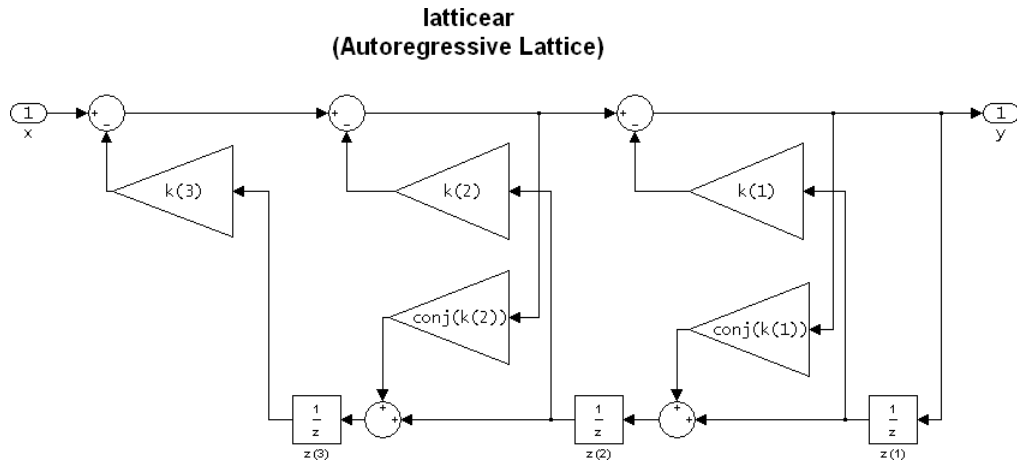 latticear
(Autoregressive Lattice)
1
x
+
-
+
-
+
-
1
y
k(3)
k(2)
k(1)
conj(k(2))
conj(k(1))
1
z
z(3)
+
+
1
z
z(2)
+
+
1
z
z(1)